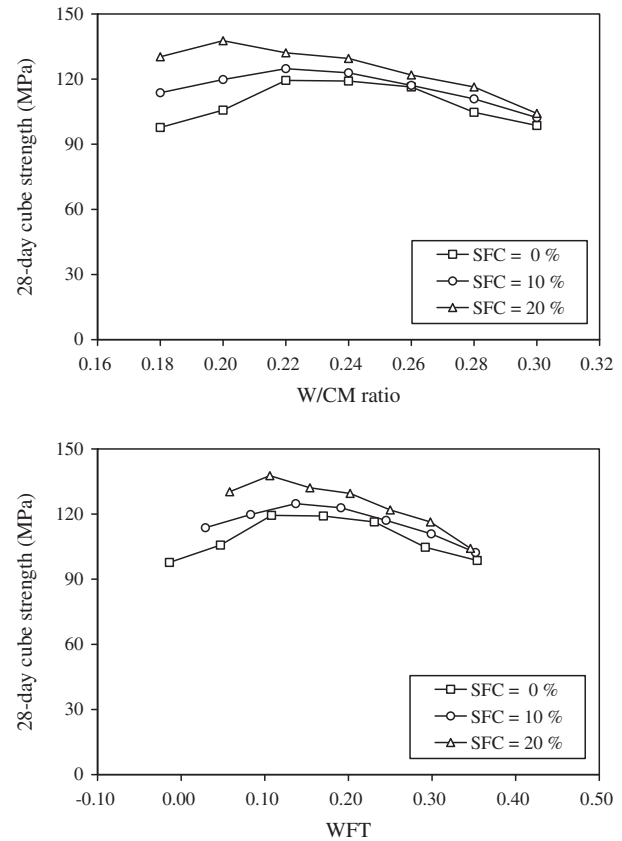 150
120
90
60
30
0
28-day cube strength (MPa)
SFC = 0 %
SFC = 10 %
SFC = 20 %
0.16 0.18 0.20 0.22 0.24 0.26 0.28 0.30 0.32
W/CM ratio
150
120
90
60
30
0
28-day cube strength (MPa)
SFC = 0 %
SFC = 10 %
SFC = 20 %
-0.10 0.00 0.10 0.20 0.30 0.40 0.50
WFT